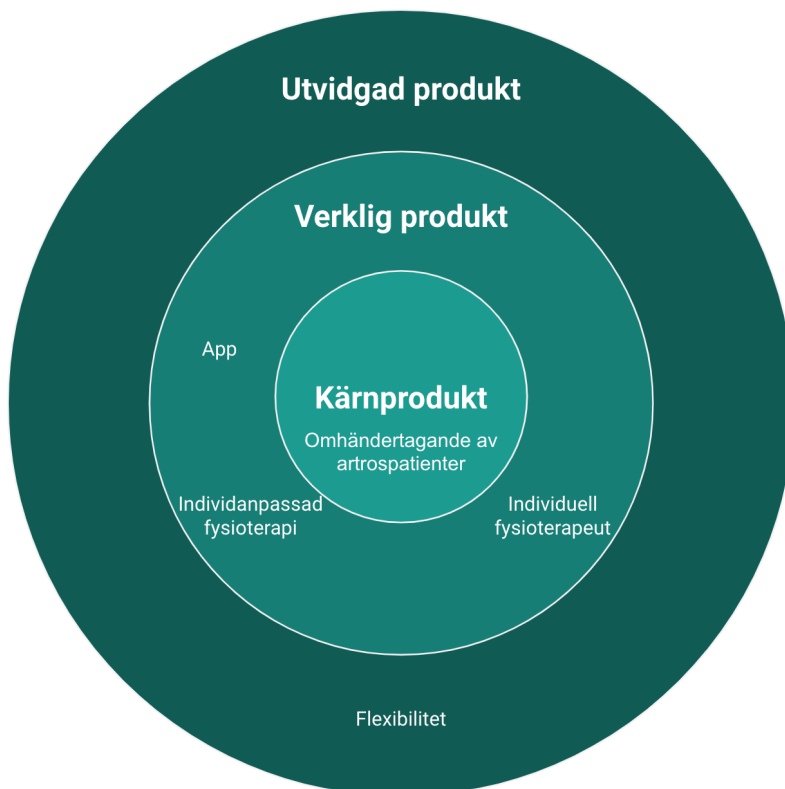 Utvidgad produkt
Verklig produkt
App
Kärnprodukt
Omhändertagande av
artrospatienter
Individanpassad
fysioterapi
Individuell
fysioterapeut
Flexibilitet